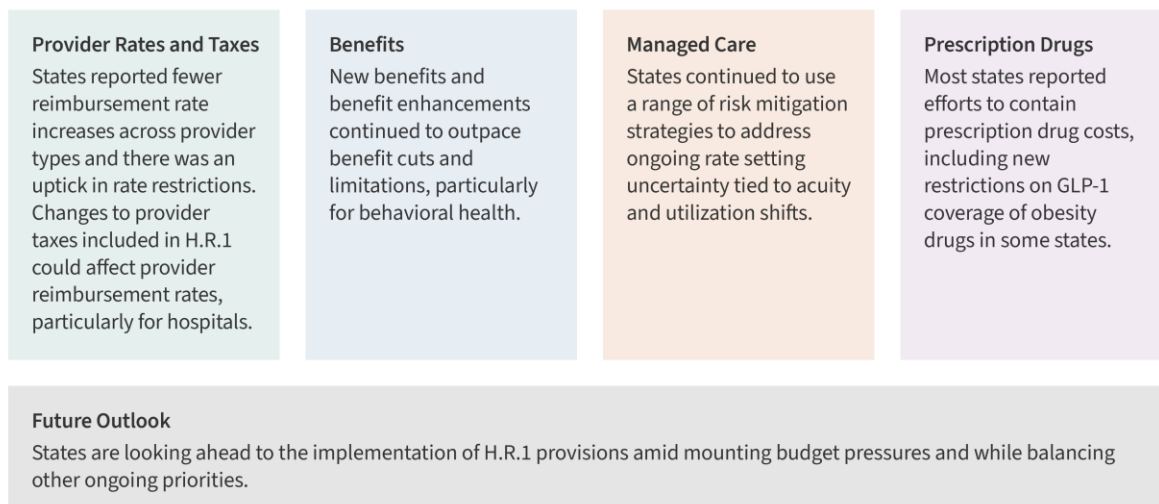 Provider Rates and Taxes
States reported fewer
reimbursement rate
increases across provider
types and there was an
uptick in rate restrictions.
Changes to provider
taxes included in H.R.1
could affect provider
reimbursement rates,
particularly for hospitals.
Benefits
New benefits and
benefit enhancements
continued to outpace
benefit cuts and
limitations, particularly
for behavioral health.
Managed Care
States continued to use
a range of risk mitigation
strategies to address
ongoing rate setting
uncertainty tied to acuity
and utilization shifts.
Prescription Drugs
Most states reported
efforts to contain
prescription drug costs,
including new
restrictions on GLP-1
coverage of obesity
drugs in some states.
Future Outlook
States are looking ahead to the implementation of H.R.1 provisions amid mounting budget pressures and while balancing
other ongoing priorities.